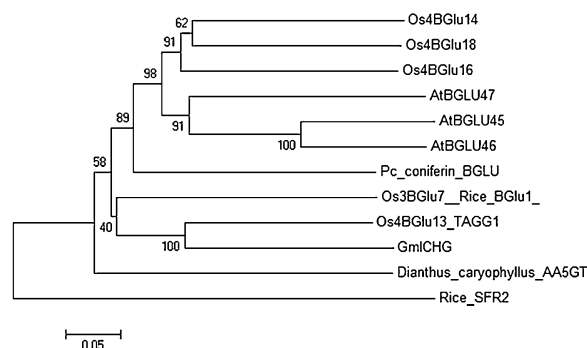 62
Os4BGlu14
91
Os4BGlu18
98
Os4BGlu16
89
AtBGLU47
91
AtBGLU45
100
AtBGLU46
58
Pc_coniferin_BGLU
Os3BGlu7__Rice_BGlu1_
40
Os4BGlu13_TAGG1
100
GmICHG
Dianthus_caryophyllus_AA5GT
Rice_SFR2
0.05